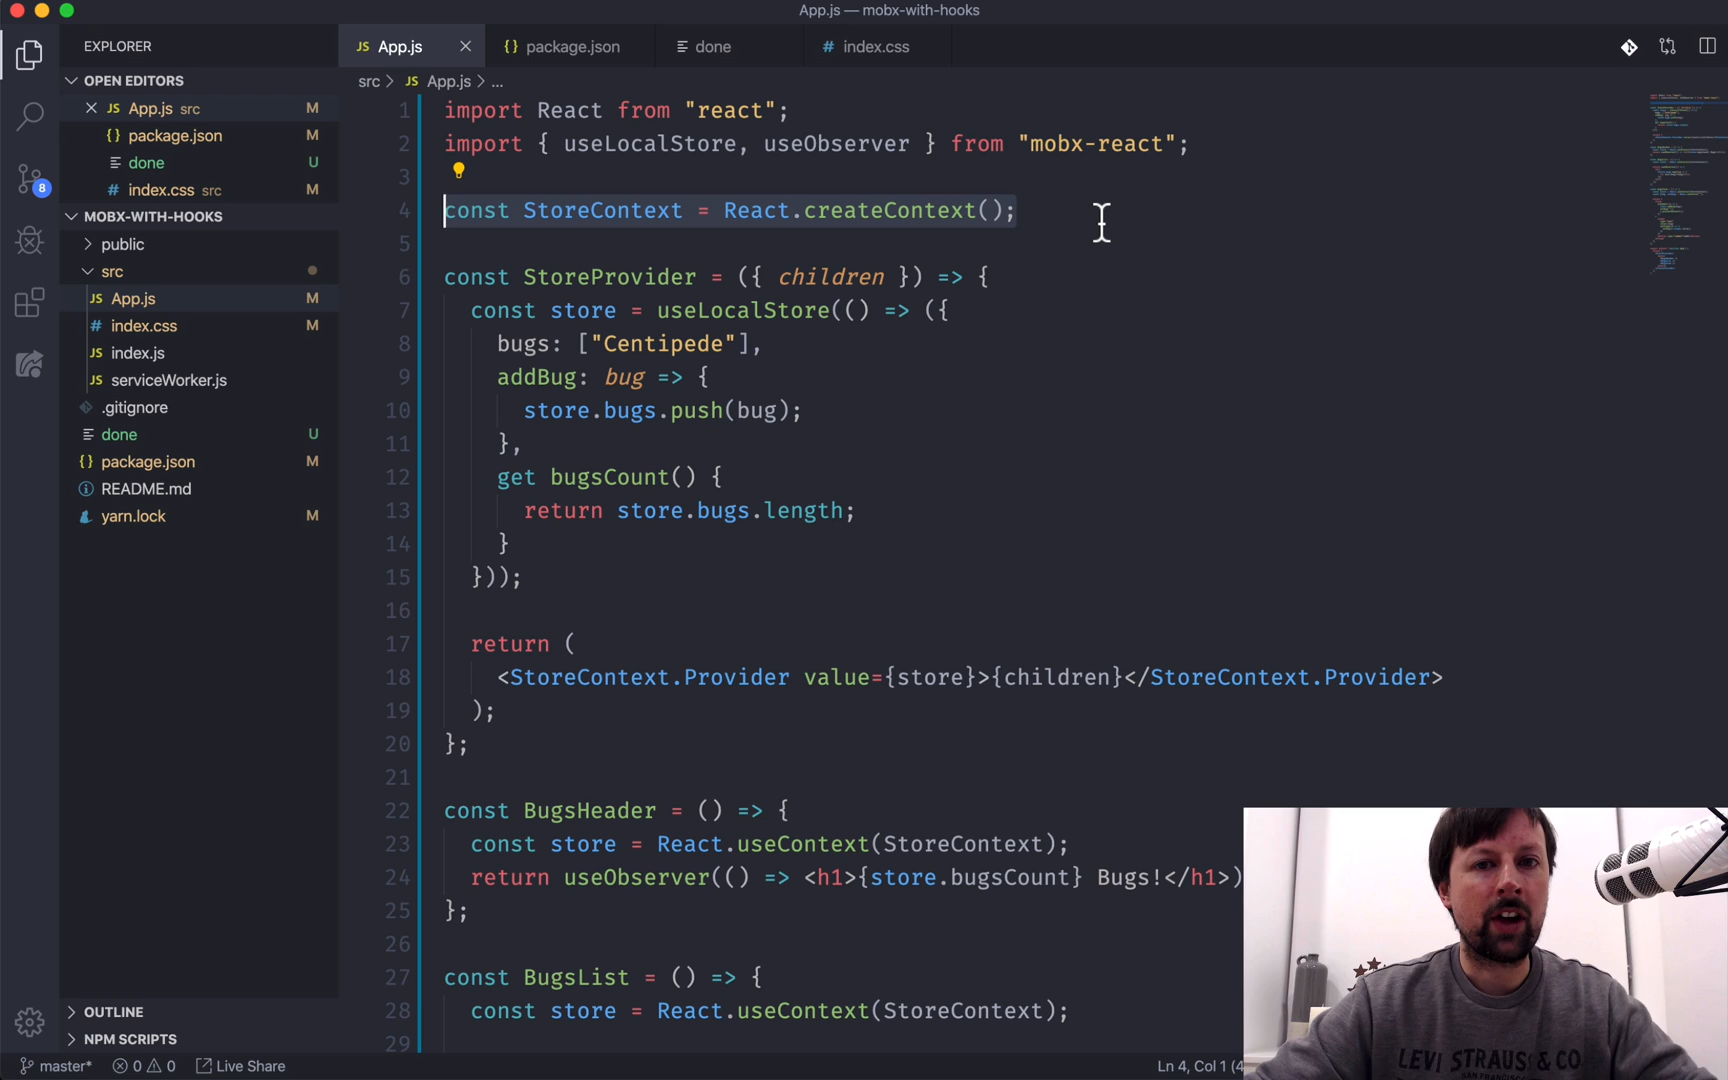 App.js — mobx-with-hooks
EXPLORER
JS App.js
{} package.json
done
# index.css
OPEN EDITORS
src > JS App.js > ...
JS App.js src M
{} package.json M
done U
# index.css src M
MOBX-WITH-HOOKS
public
src
JS App.js M
# index.css M
JS index.js
JS serviceWorker.js
.gitignore
done U
{} package.json M
README.md
yarn.lock M
8
OUTLINE
NPM SCRIPTS
1 import React from "react";
2 import { useLocalStore, useObserver } from "mobx-react";
3
4 const StoreContext = React.createContext();
5
6 const StoreProvider = ({ children }) => {
7 const store = useLocalStore(() => ({
8 bugs: ["Centipede"],
9 addBug: bug => {
10 store.bugs.push(bug);
11 },
12 get bugsCount() {
13 return store.bugs.length;
14 }
15 }));
16
17 return (
18 <StoreContext.Provider value={store}>{children}</StoreContext.Provider>
19 );
20 };
21
22 const BugsHeader = () => {
23 const store = React.useContext(StoreContext);
24 return useObserver(() => <h1>{store.bugsCount} Bugs!</h1>)
25 };
26
27 const BugsList = () => {
28 const store = React.useContext(StoreContext);
29
master* 0 0 Live Share
Ln 4, Col 1 (4
LEVI STRAUSS & CO
SAN FRANCISCO